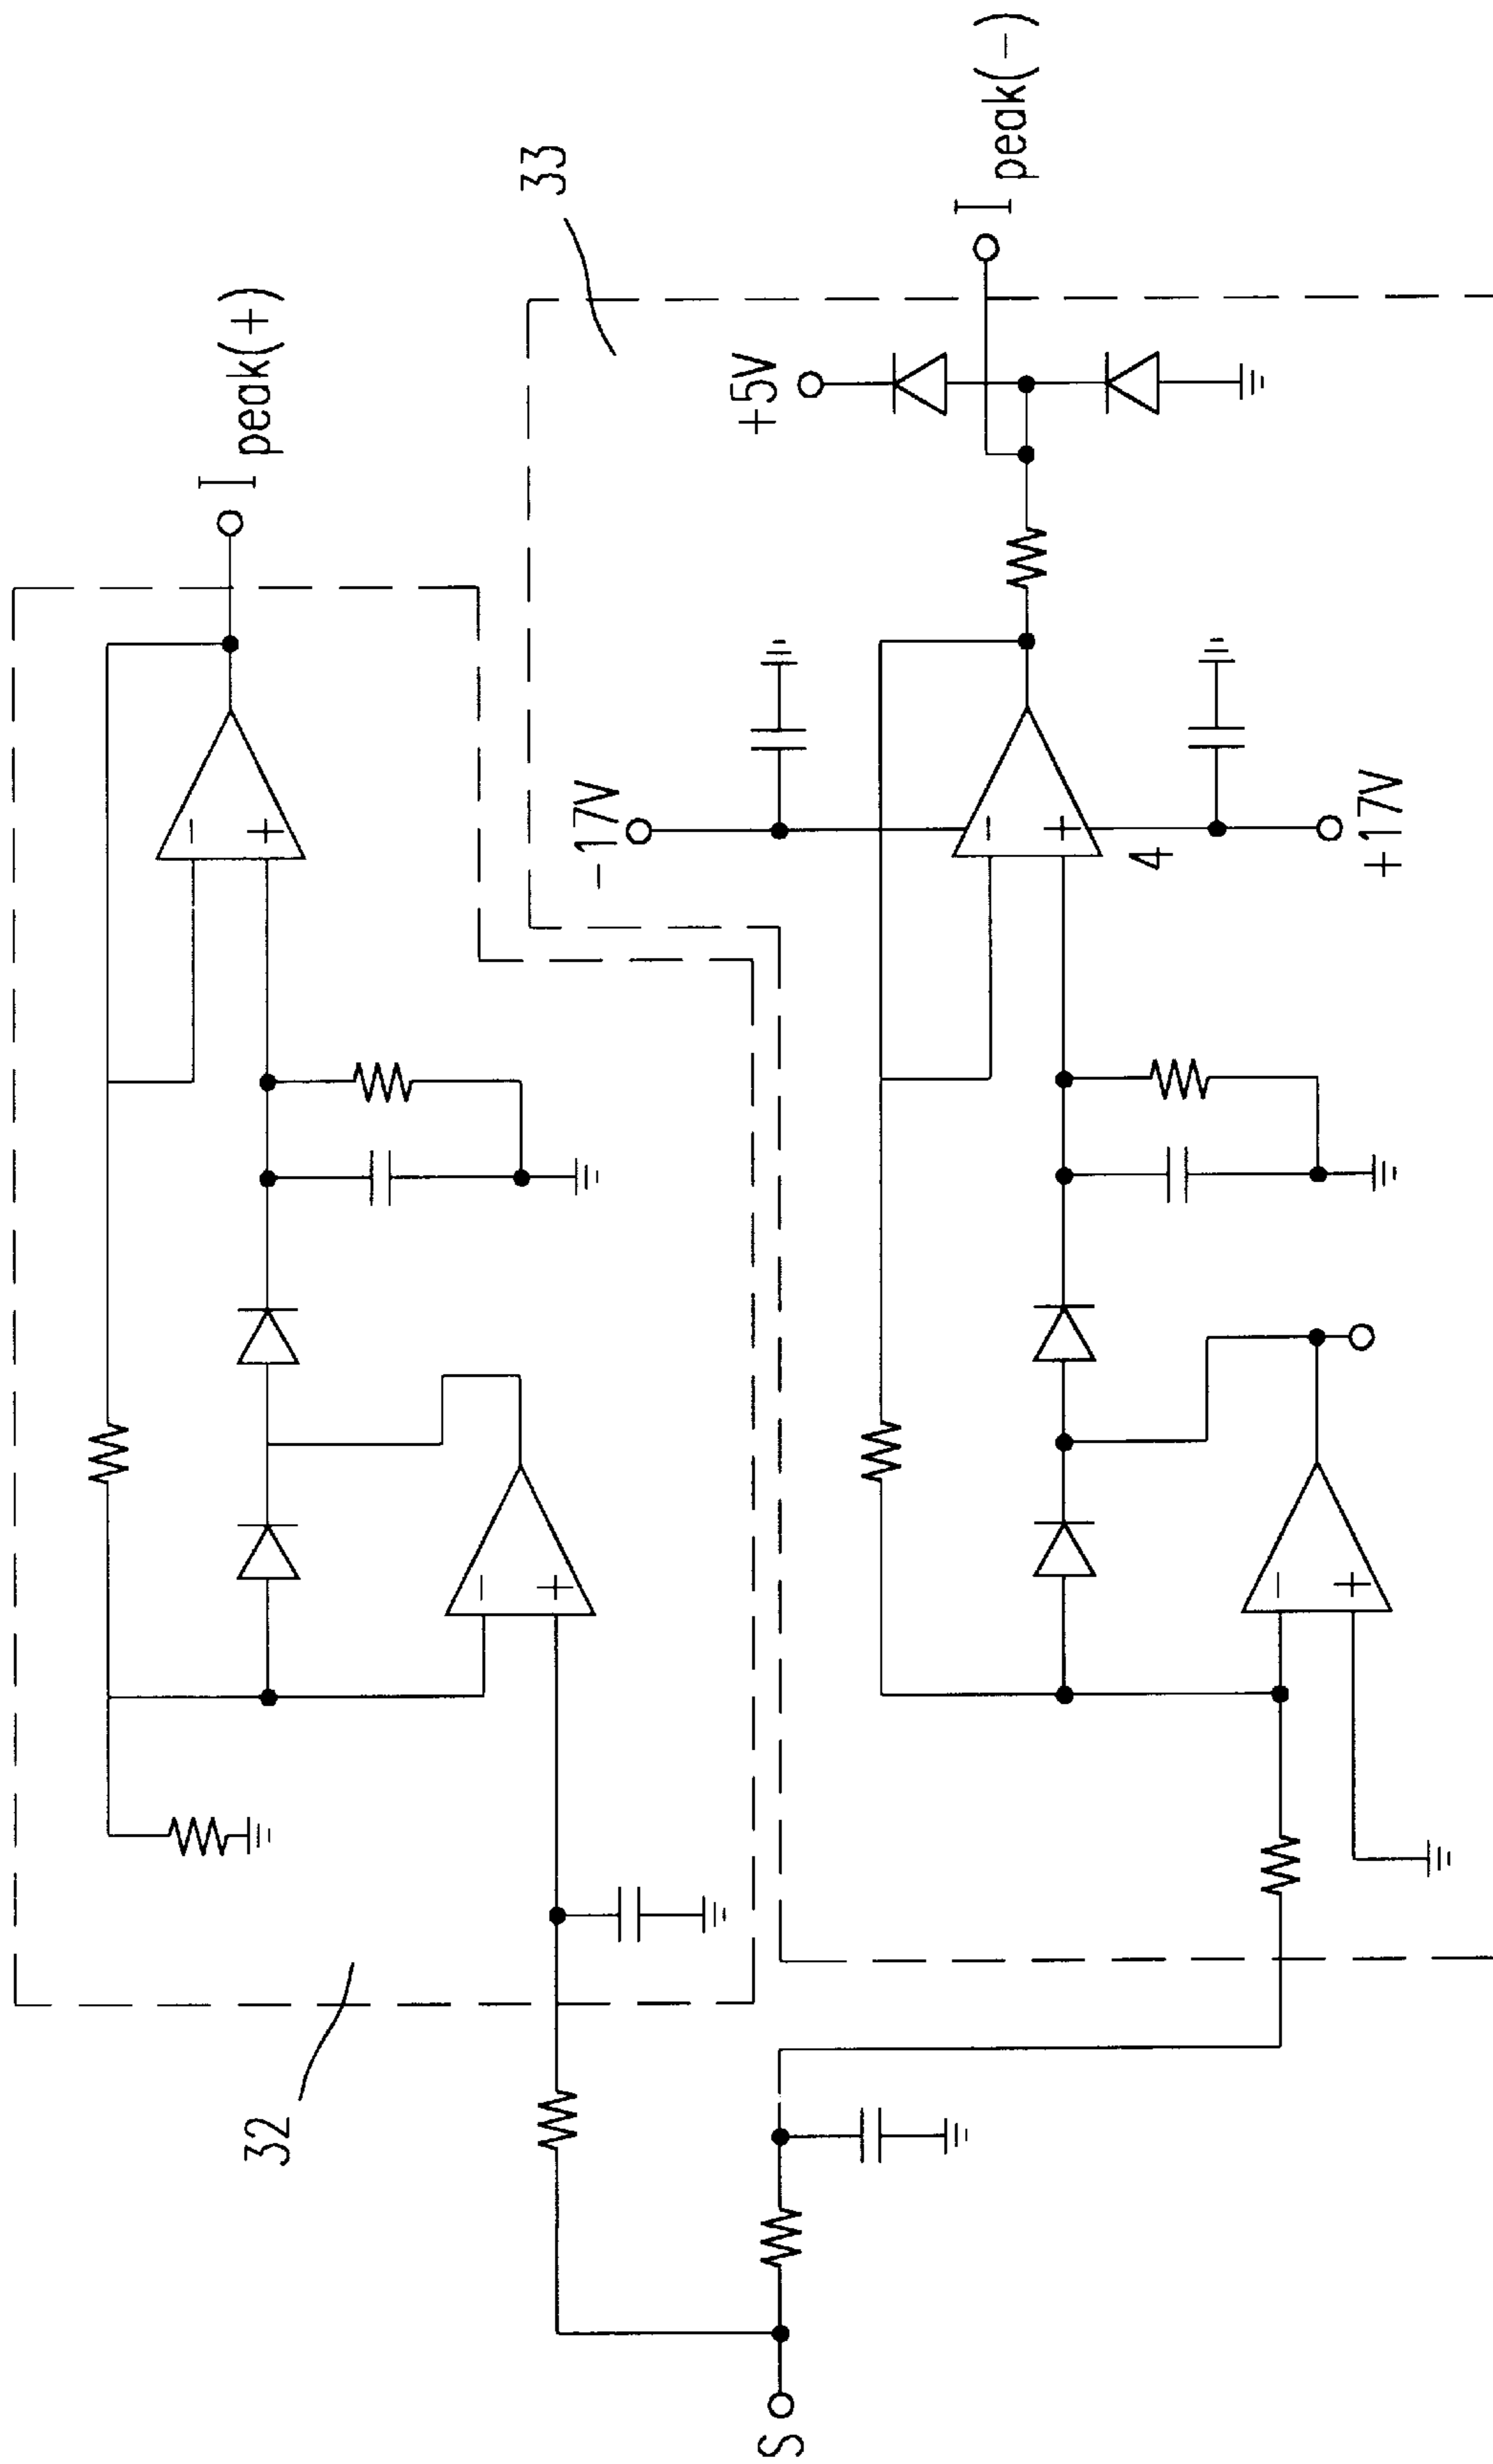 32
I peak(+)
33
-17V
+5V
I peak(-)
S
4
+17V
- +
- +
- +
- +